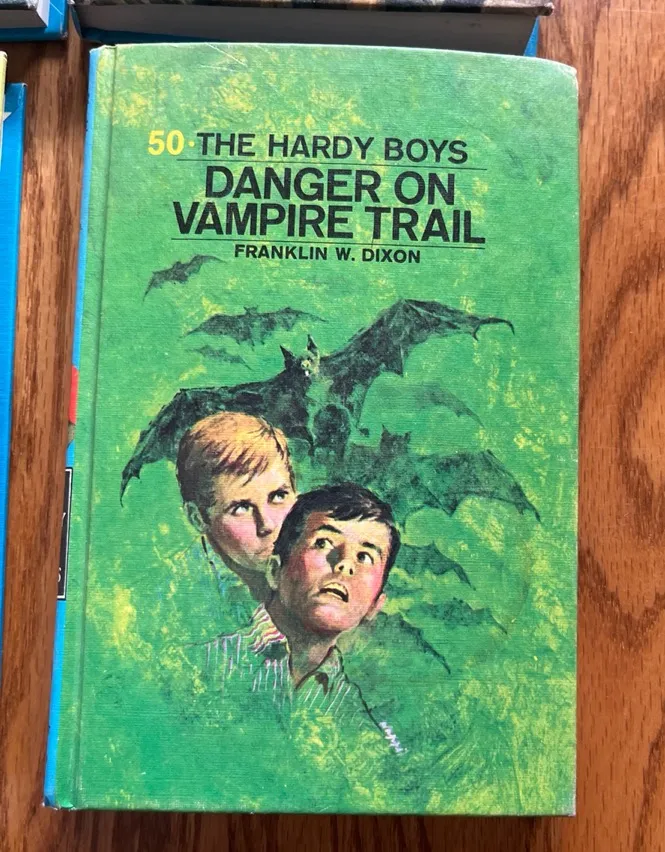 50·THE HARDY BOYS
DANGER ON
VAMPIRE TRAIL
FRANKLIN W. DIXON